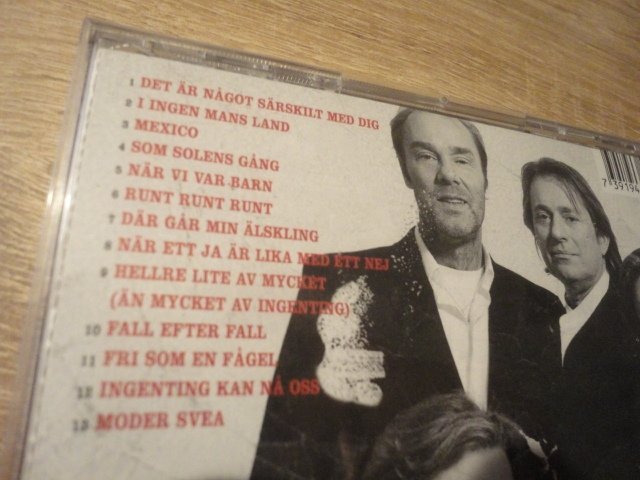 1 DET ÄR NÅGOT SÄRSKILT MED DIG
2 I INGEN MANS LAND
3 MEXICO
4 SOM SOLENS GÅNG
5 NÄR VI VAR BARN
6 RUNT RUNT RUNT
7 DÄR GÅR MIN ÄLSKLING
8 NÄR ETT JA ÄR LIKA MED ETT NEJ
9 HELLRE LITE AV MYCKET
(ÄN MYCKET AV INGENTING)
10 FALL EFTER FALL
11 FRI SOM EN FÅGEL
12 INGENTING KAN NÅ OSS
13 MODER SVEA
7 39194